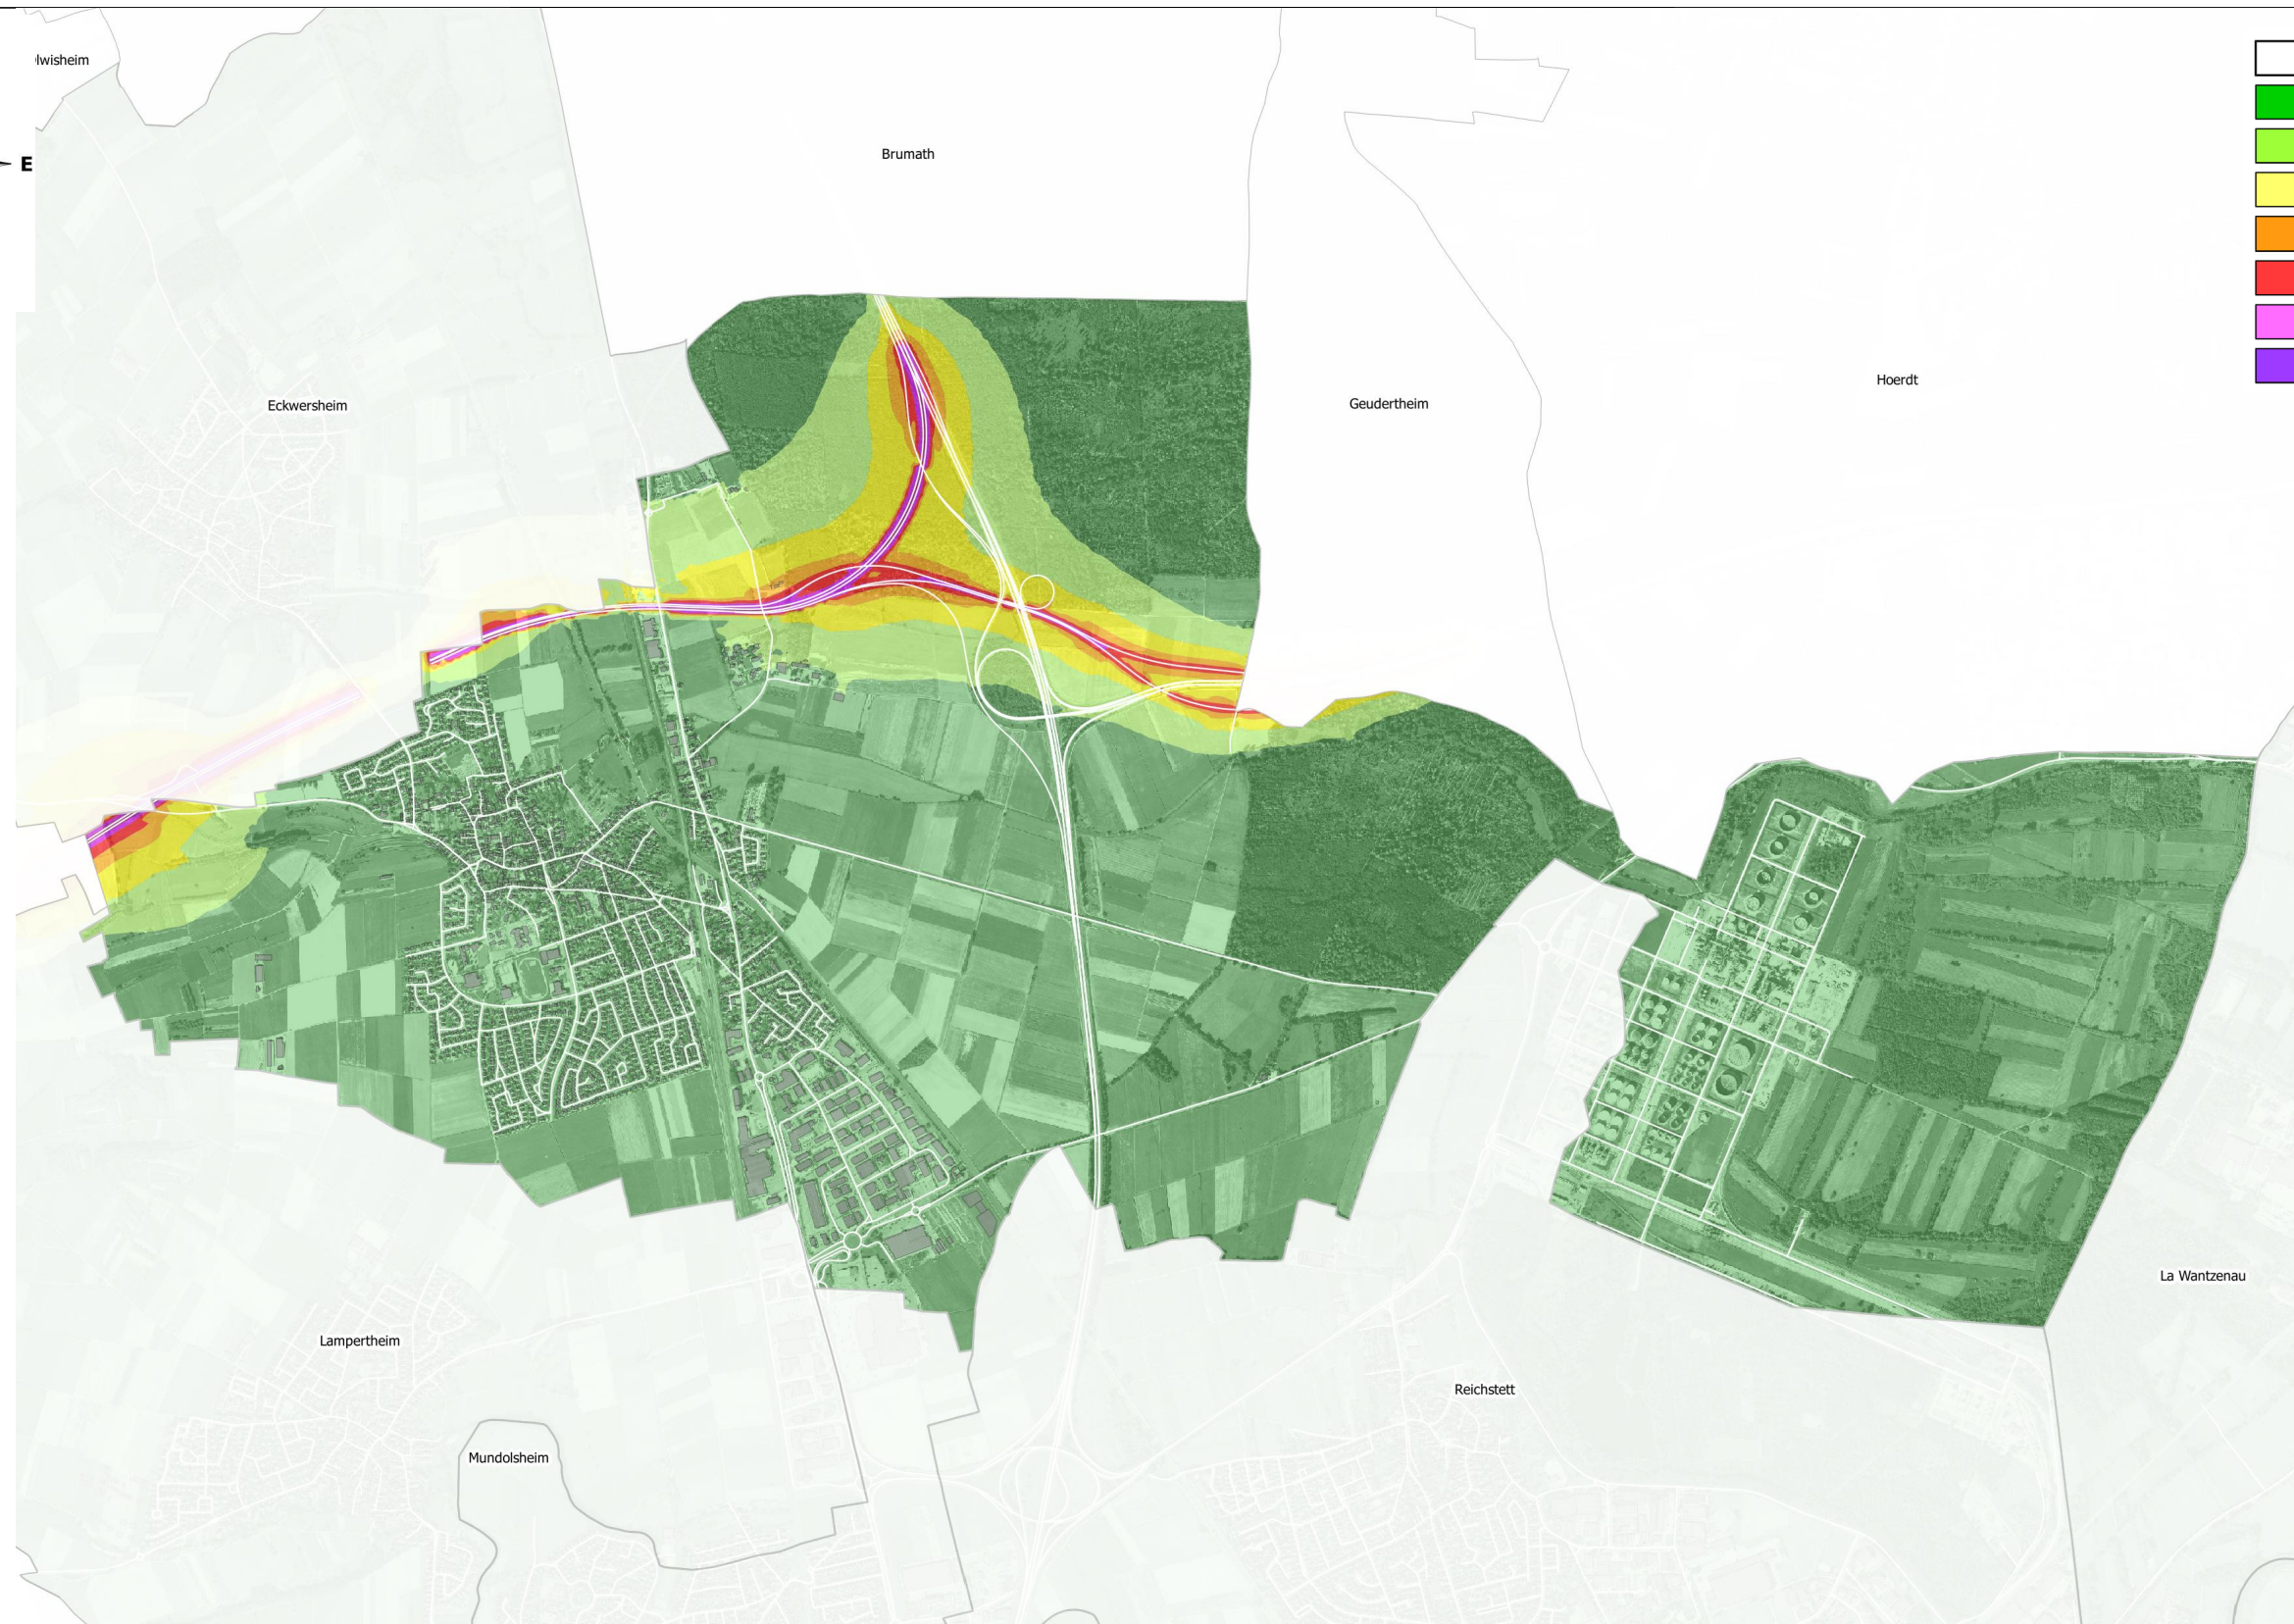 lwisheim
Brumath
E
Hoerdt
Geudertheim
Eckwersheim
La Wantzenau
Lampertheim
Reichstett
Mundolsheim